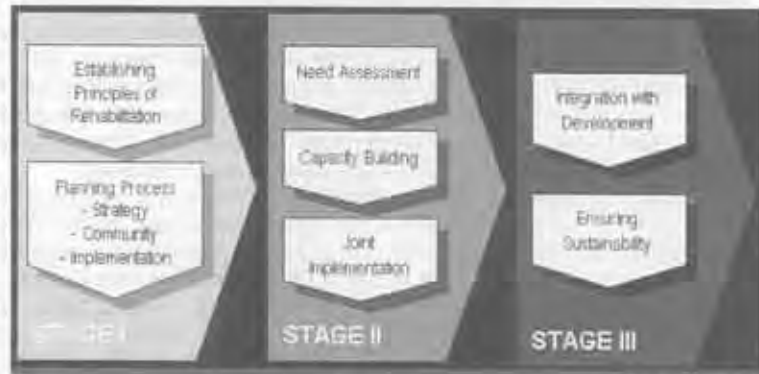 Establishing
Principles of
Rehabilitation
Planning Process
- Strategy
- Community
- Implementation
STAGE I
Need Assessment
Capacity Building
Joint
Implementation
STAGE II
Integration with
Development
Ensuring
Sustainability
STAGE III